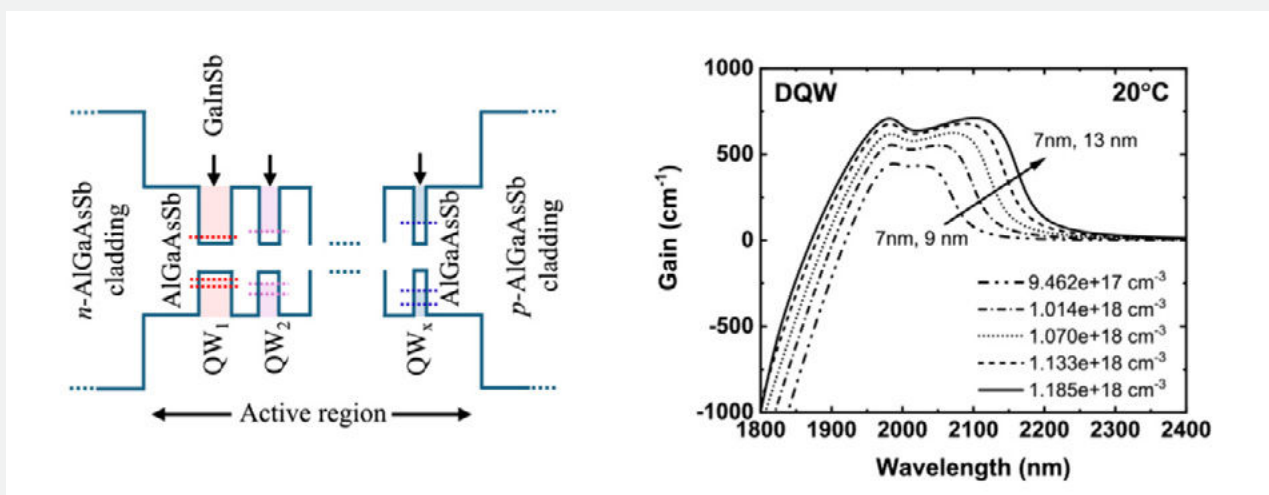 GaInSb
n-AlGaAsSb
cladding
AlGaAsSb
AlGaAsSb
p-AlGaAsSb
cladding
QW₁
QW₂
QWₓ
Active region
DQW
20°C
7nm, 13 nm
7nm, 9 nm
9.462e+17 cm⁻³
1.014e+18 cm⁻³
1.070e+18 cm⁻³
1.133e+18 cm⁻³
1.185e+18 cm⁻³
Gain (cm⁻¹)
1000
500
0
-500
-1000
1800 1900 2000 2100 2200 2300 2400
Wavelength (nm)